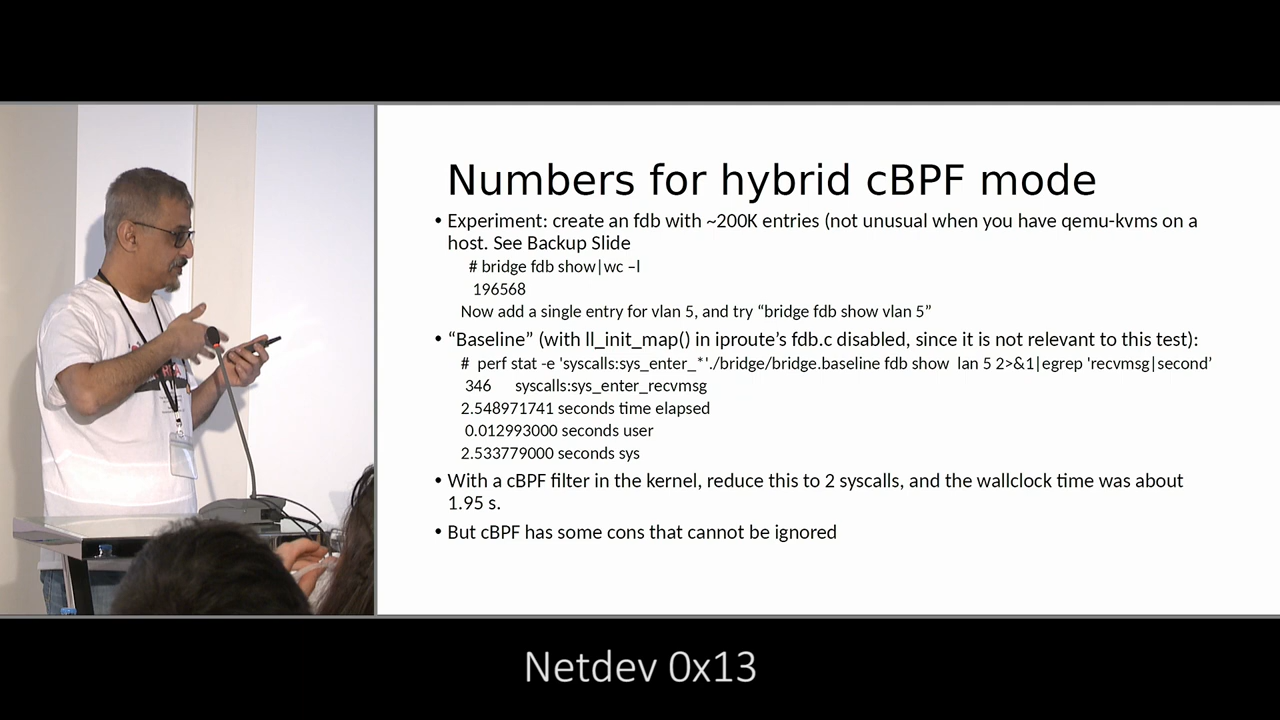 Numbers for hybrid cBPF mode
• Experiment: create an fdb with ~200K entries (not unusual when you have qemu-kvms on a
host. See Backup Slide
# bridge fdb show|wc –l
196568
Now add a single entry for vlan 5, and try “bridge fdb show vlan 5”
• “Baseline” (with ll_init_map() in iproute’s fdb.c disabled, since it is not relevant to this test):
# perf stat -e 'syscalls:sys_enter_*'./bridge/bridge.baseline fdb show lan 5 2>&1|egrep 'recvmsg|second’
346 syscalls:sys_enter_recvmsg
2.548971741 seconds time elapsed
0.012993000 seconds user
2.533779000 seconds sys
• With a cBPF filter in the kernel, reduce this to 2 syscalls, and the wallclock time was about
1.95 s.
• But cBPF has some cons that cannot be ignored
Netdev 0x13